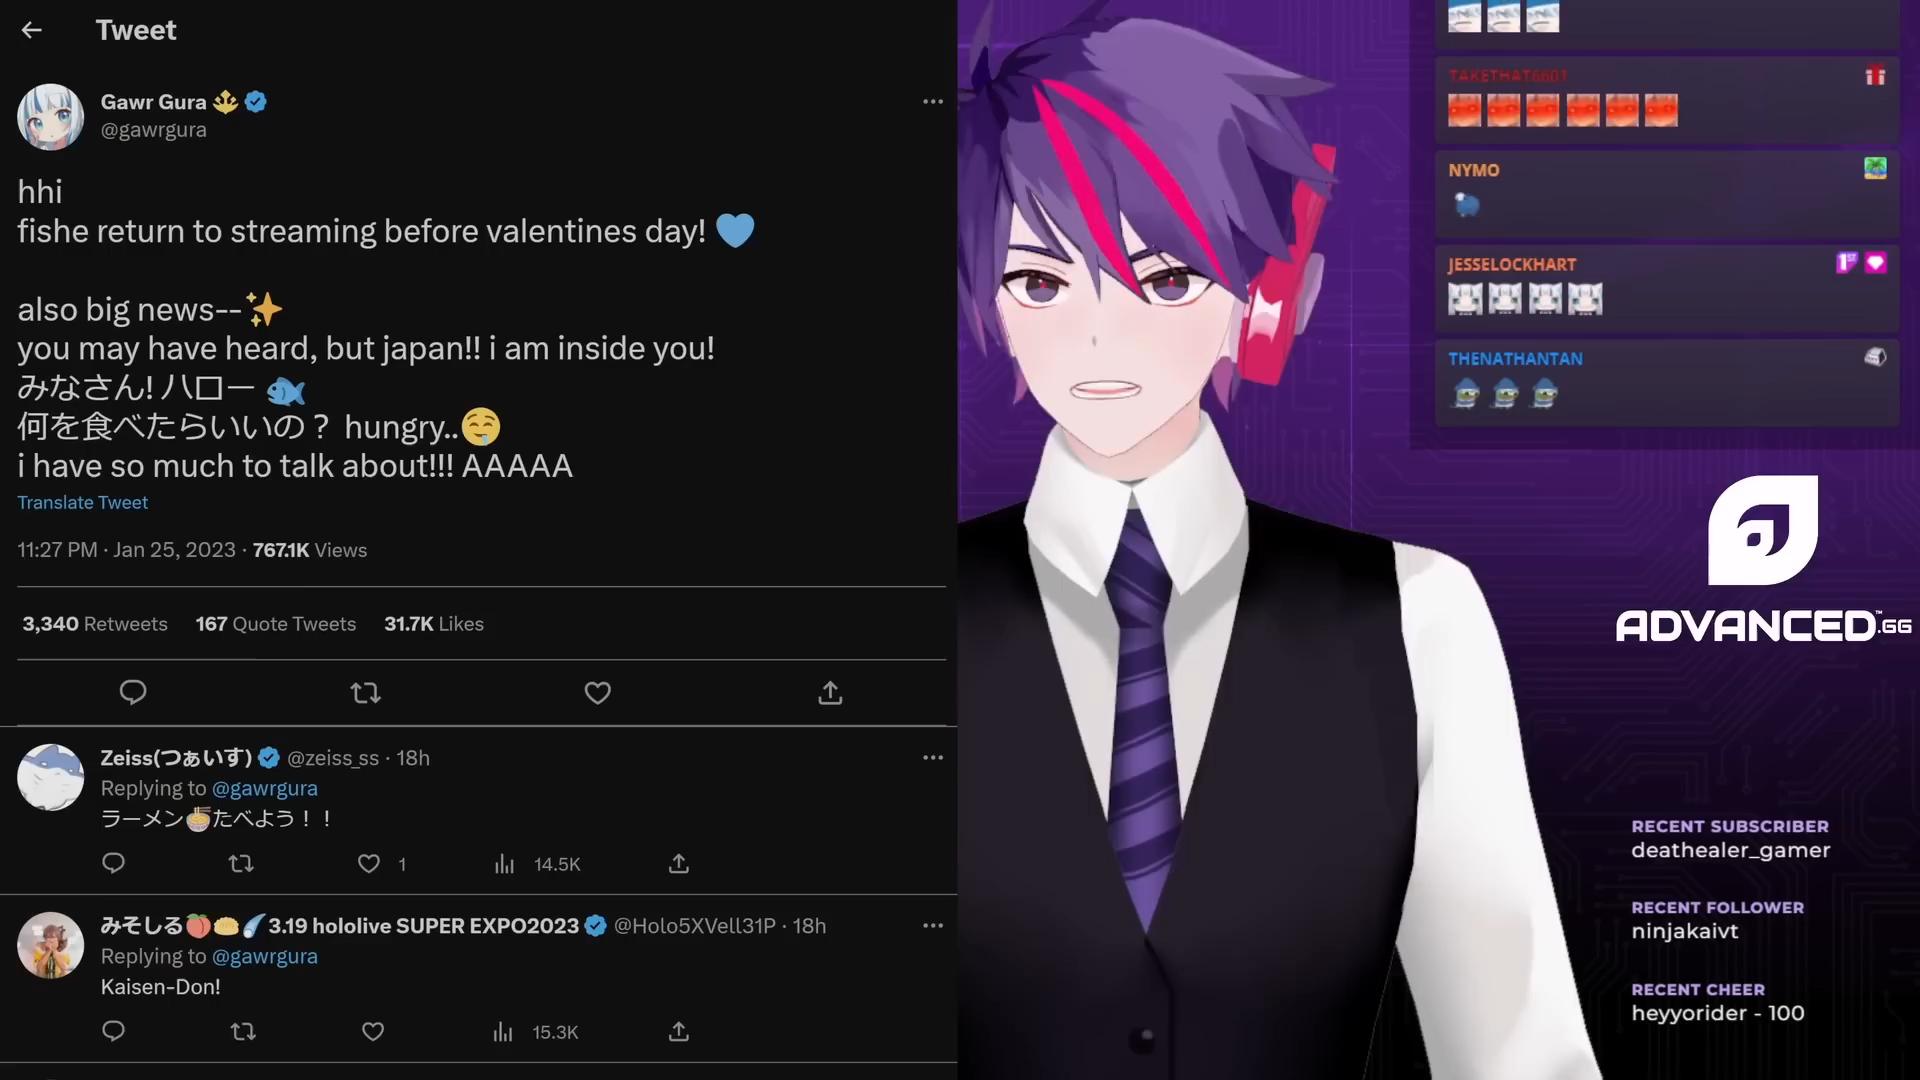 Tweet
Gawr Gura
@gawrgura
hhi
fishe return to streaming before valentines day! 💙
also big news--✨
you may have heard, but japan!! i am inside you!
みなさん! ハロー 🐟
何を食べたらいいの？ hungry..🤤
i have so much to talk about!!! AAAAA
Translate Tweet
11:27 PM · Jan 25, 2023 · 767.1K Views
3,340 Retweets 167 Quote Tweets 31.7K Likes
Zeiss(つぁいす) @zeiss_ss · 18h
Replying to @gawrgura
ラーメン🍜たべよう！！
1 14.5K
みそしる🍑🥟☄️3.19 hololive SUPER EXPO2023 @Holo5XVell31P · 18h
Replying to @gawrgura
Kaisen-Don!
15.3K
TAKETHAT6601
NYMO
JESSELOCKHART
1ST
THENATHANTAN
ADVANCED.GG
™
RECENT SUBSCRIBER
deathealer_gamer
RECENT FOLLOWER
ninjakaivt
RECENT CHEER
heyyorider - 100